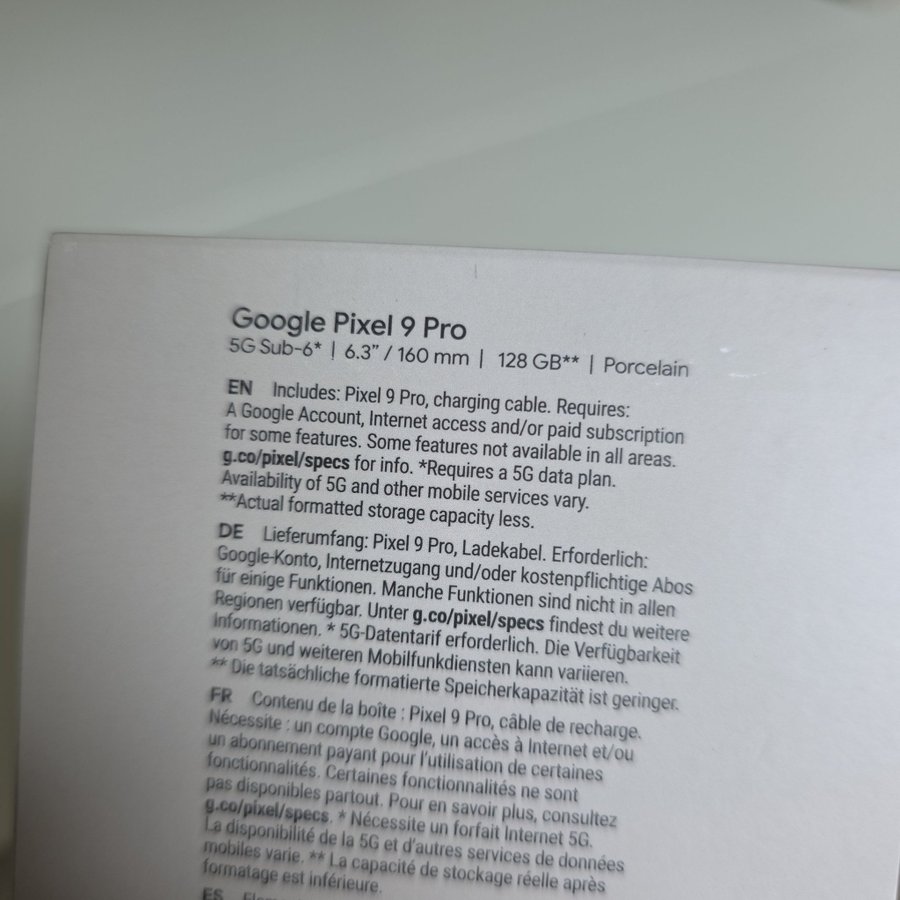 Google Pixel 9 Pro
5G Sub-6* | 6.3” / 160 mm | 128 GB** | Porcelain
EN Includes: Pixel 9 Pro, charging cable. Requires:
A Google Account, Internet access and/or paid subscription
for some features. Some features not available in all areas.
g.co/pixel/specs for info. *Requires a 5G data plan.
Availability of 5G and other mobile services vary.
**Actual formatted storage capacity less.
DE Lieferumfang: Pixel 9 Pro, Ladekabel. Erforderlich:
Google-Konto, Internetzugang und/oder kostenpflichtige Abos
für einige Funktionen. Manche Funktionen sind nicht in allen
Regionen verfügbar. Unter g.co/pixel/specs findest du weitere
Informationen. * 5G-Datentarif erforderlich. Die Verfügbarkeit
von 5G und weiteren Mobilfunkdiensten kann variieren.
** Die tatsächliche formatierte Speicherkapazität ist geringer.
FR Contenu de la boîte : Pixel 9 Pro, câble de recharge.
Nécessite : un compte Google, un accès à Internet et/ou
un abonnement payant pour l’utilisation de certaines
fonctionnalités. Certaines fonctionnalités ne sont
pas disponibles partout. Pour en savoir plus, consultez
g.co/pixel/specs. * Nécessite un forfait Internet 5G.
La disponibilité de la 5G et d’autres services de données
mobiles varie. ** La capacité de stockage réelle après
formatage est inférieure.
ES